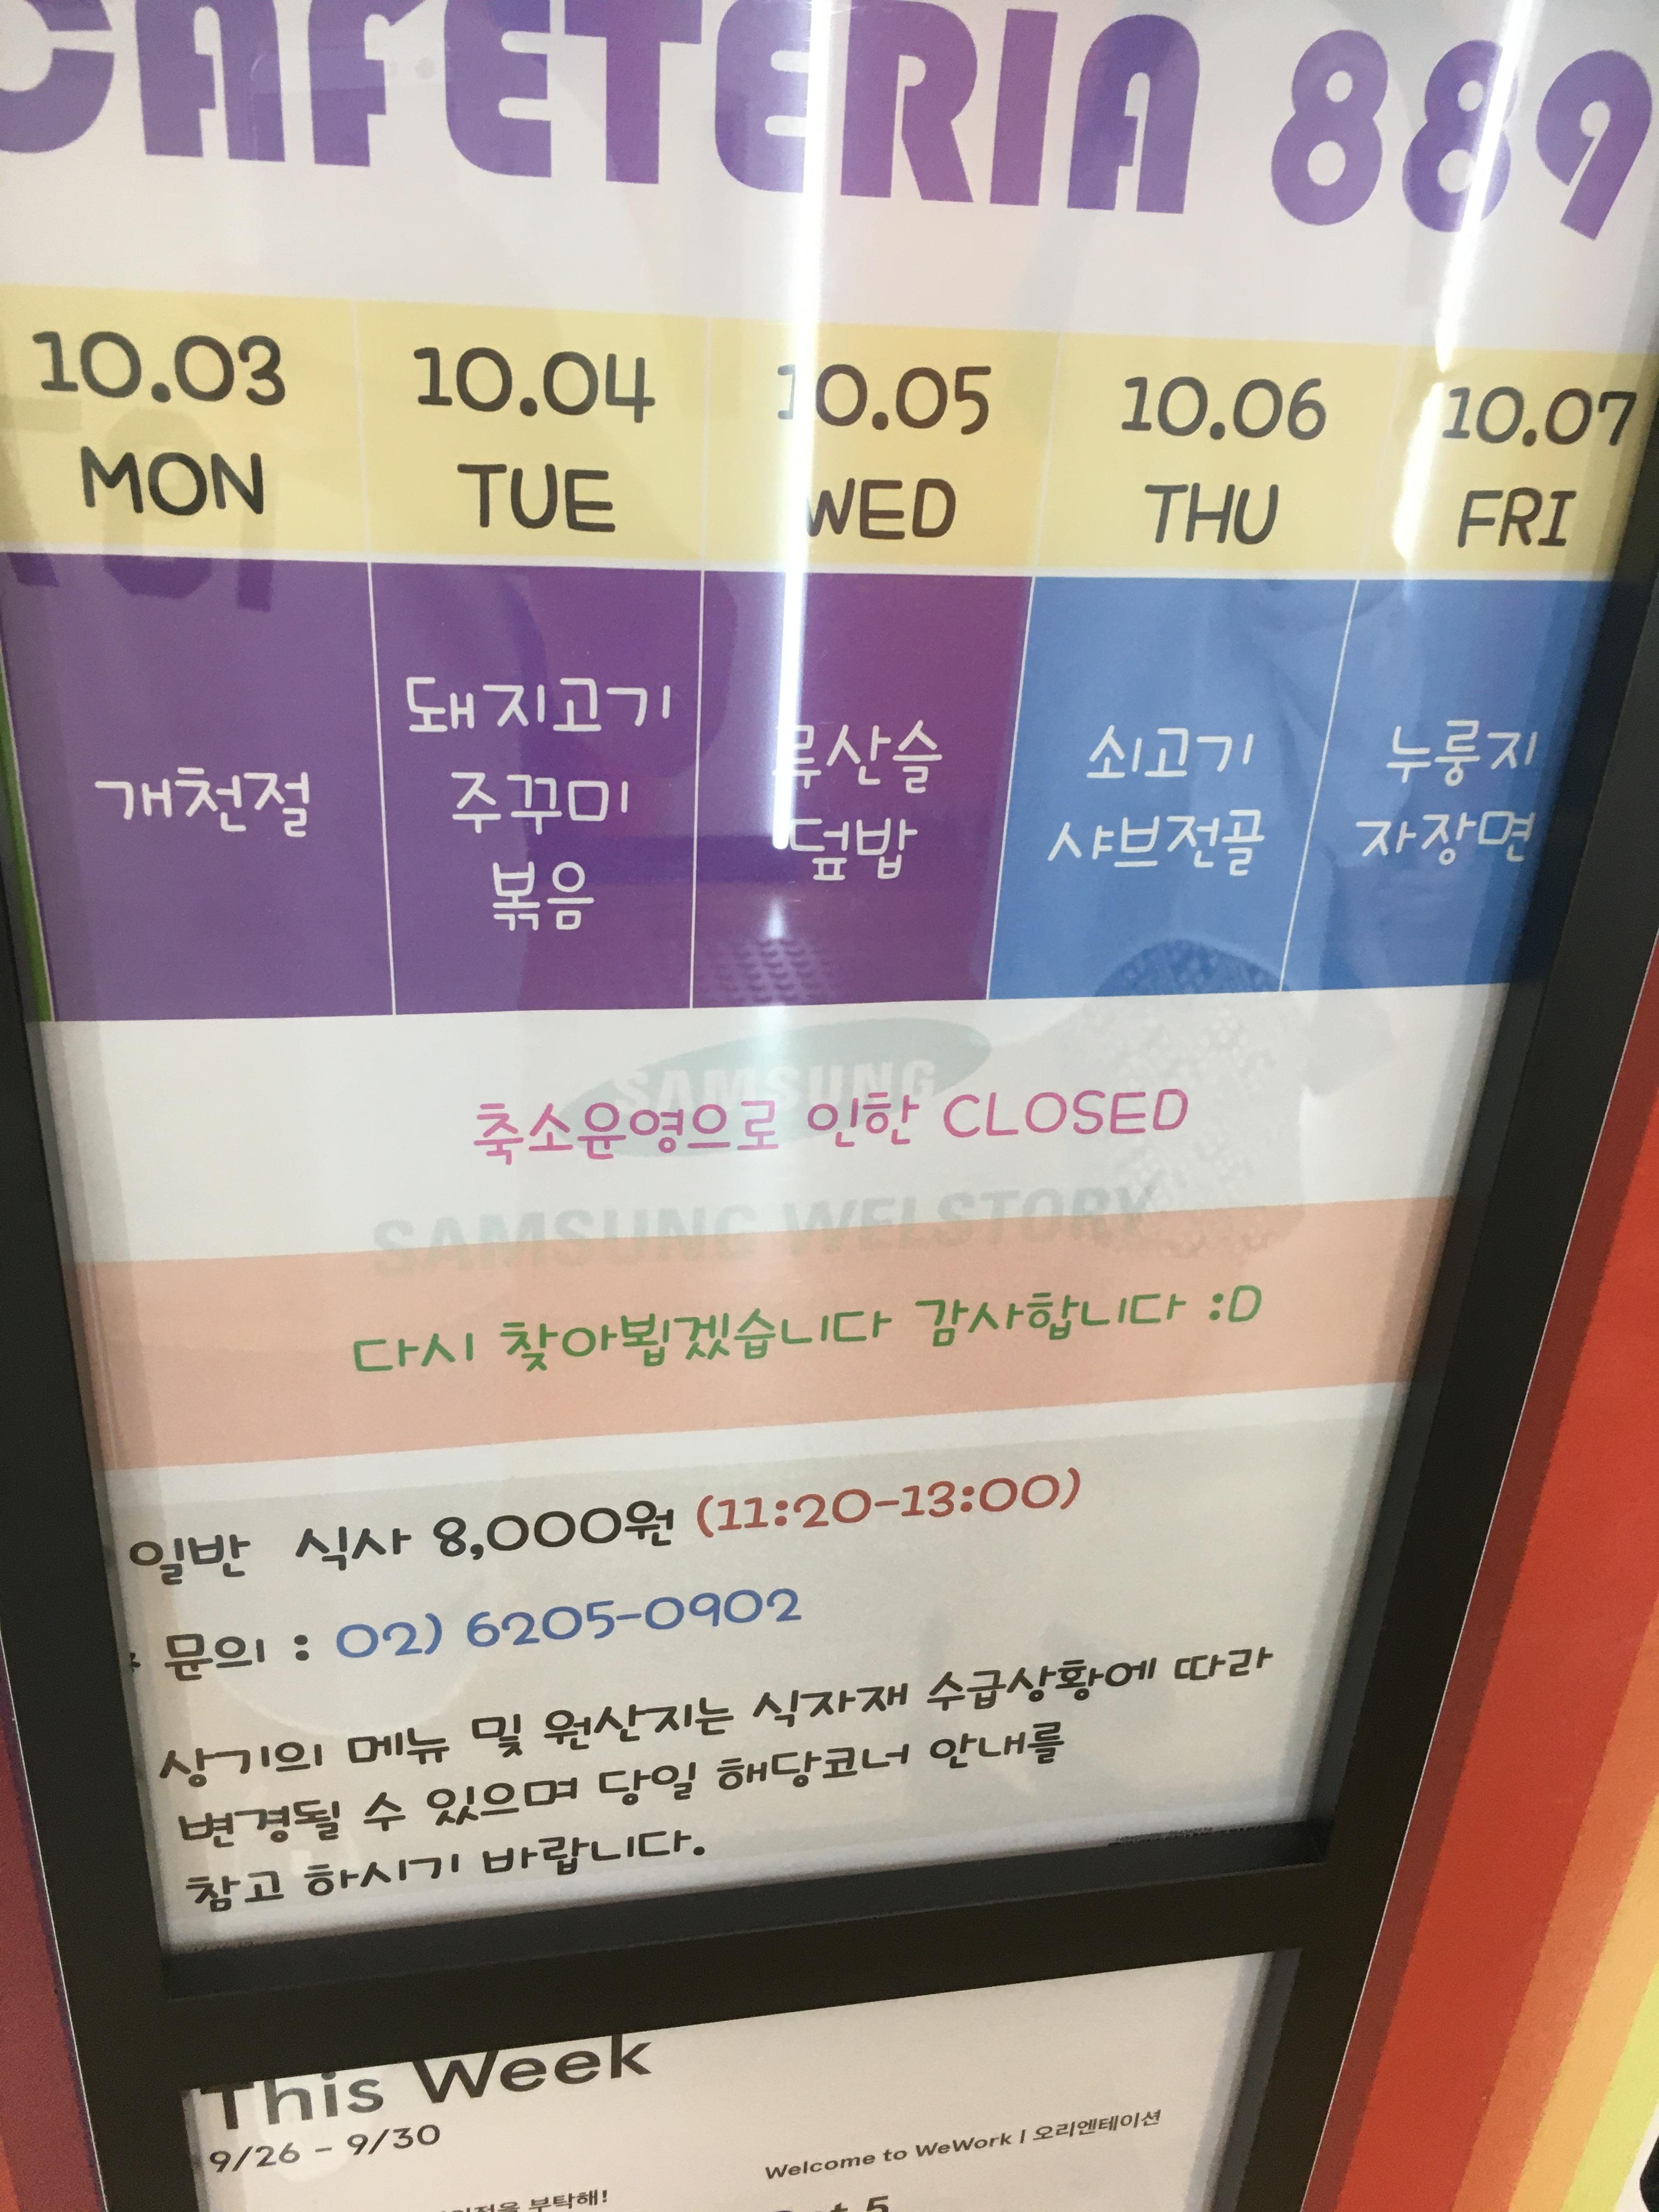 CAFETERIA 889
10.03 10.04 10.05 10.06 10.07
MON TUE WED THU FRI
개천절
돼지고기
주꾸미
볶음
류산슬
덮밥
쇠고기
샤브전골
누룽지
자장면
SAMSUNG
축소운영으로 인한 CLOSED
SAMSUNG WELSTORY
다시 찾아뵙겠습니다 감사합니다 :D
일반 식사 8,000원 (11:20-13:00)
* 문의 : 02) 6205-0902
상기의 메뉴 및 원산지는 식자재 수급상황에 따라
변경될 수 있으며 당일 해당코너 안내를
참고 하시기 바랍니다.
This Week
9/26 - 9/30
Welcome to WeWork | 오리엔테이션
부탁해!